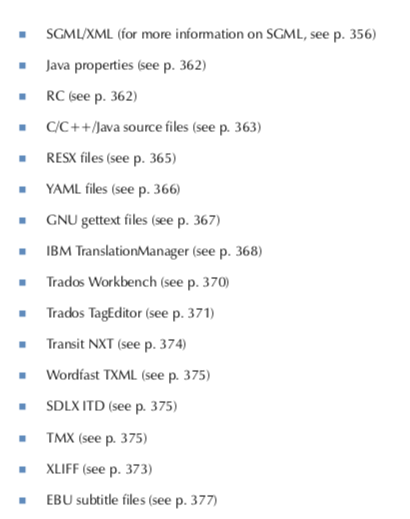 SGML/XML (for more information on SGML, see p. 356)
Java properties (see p. 362)
RC (see p. 362)
C/C++/Java source files (see p. 363)
RESX files (see p. 365)
YAML files (see p. 366)
GNU gettext files (see p. 367)
IBM TranslationManager (see p. 368)
Trados Workbench (see p. 370)
Trados TagEditor (see p. 371)
Transit NXT (see p. 374)
Wordfast TXML (see p. 375)
SDLX ITD (see p. 375)
TMX (see p. 375)
XLIFF (see p. 373)
EBU subtitle files (see p. 377)